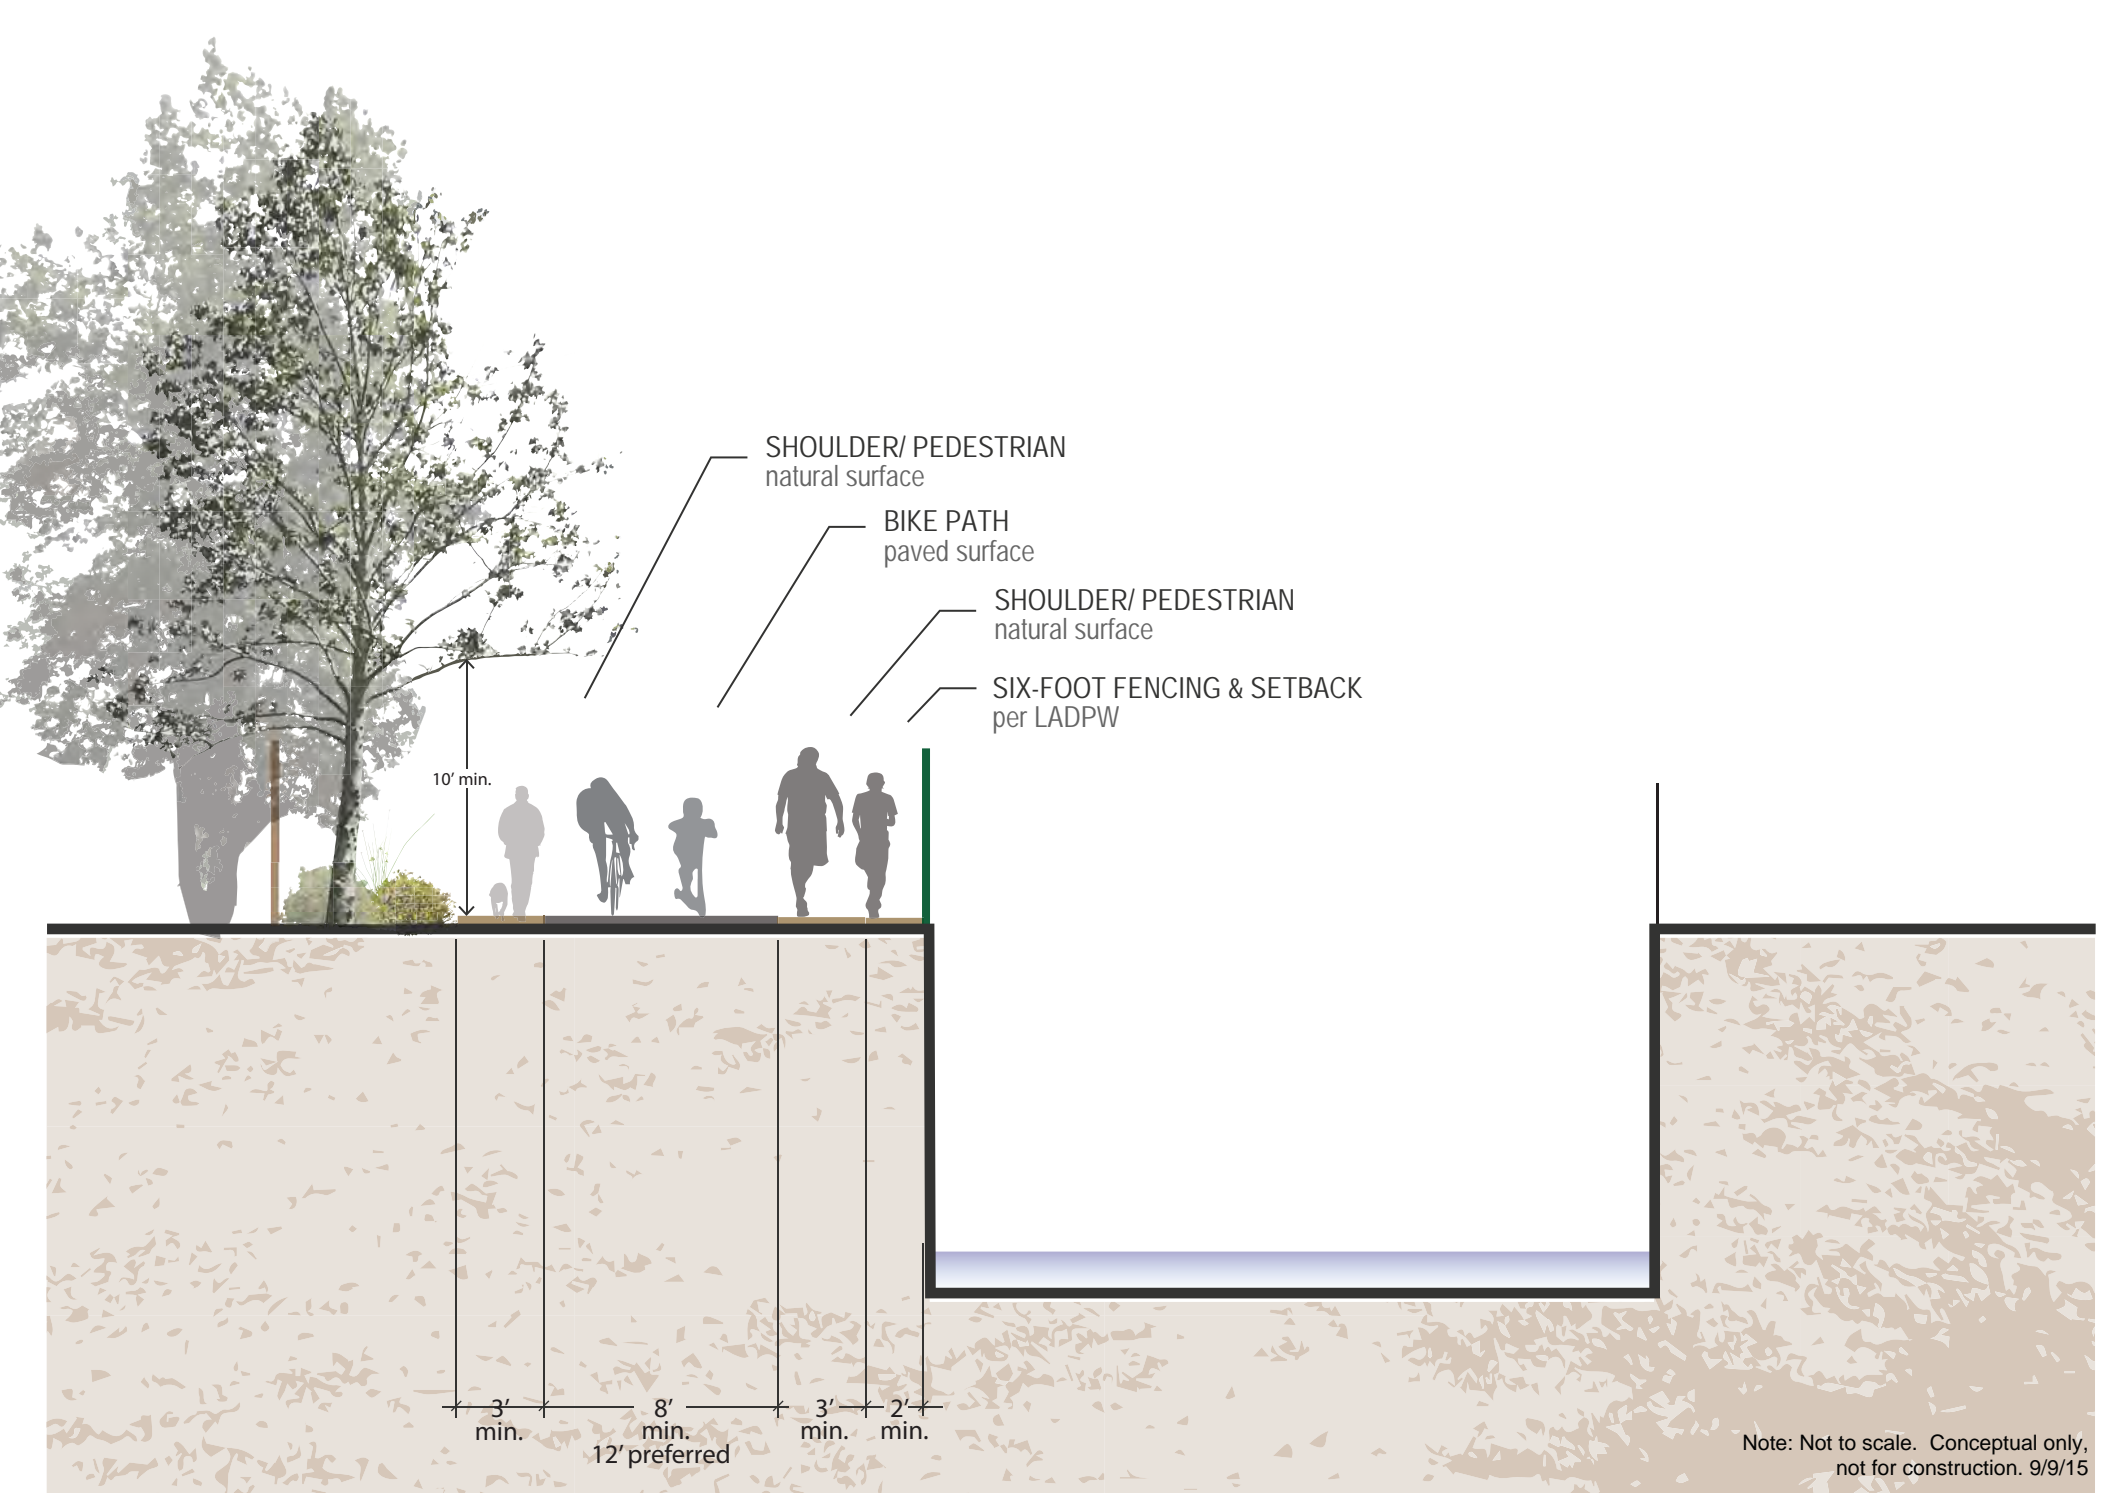 SHOULDER/ PEDESTRIAN
natural surface
BIKE PATH
paved surface
SHOULDER/ PEDESTRIAN
natural surface
SIX-FOOT FENCING & SETBACK
per LADPW
10' min.
3'
min.
8'
min.
12' preferred
3'
min.
2'
min.
Note: Not to scale.  Conceptual only,
not for construction. 9/9/15